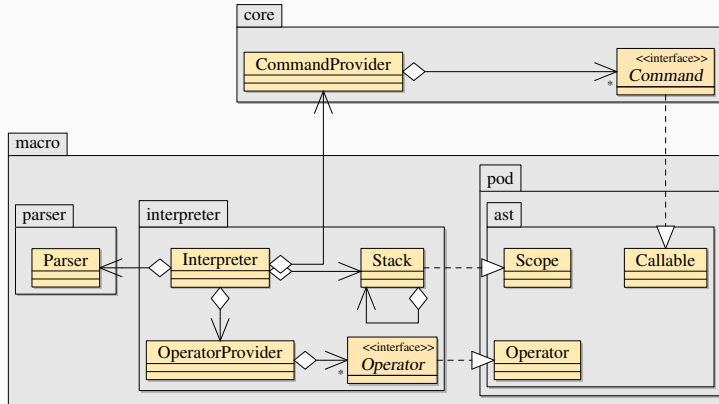 core
CommandProvider
<<interface>>
Command
*
macro
pod
parser
interpreter
ast
Parser
Interpreter
Stack
Scope
Callable
OperatorProvider
<<interface>>
Operator
*
Operator